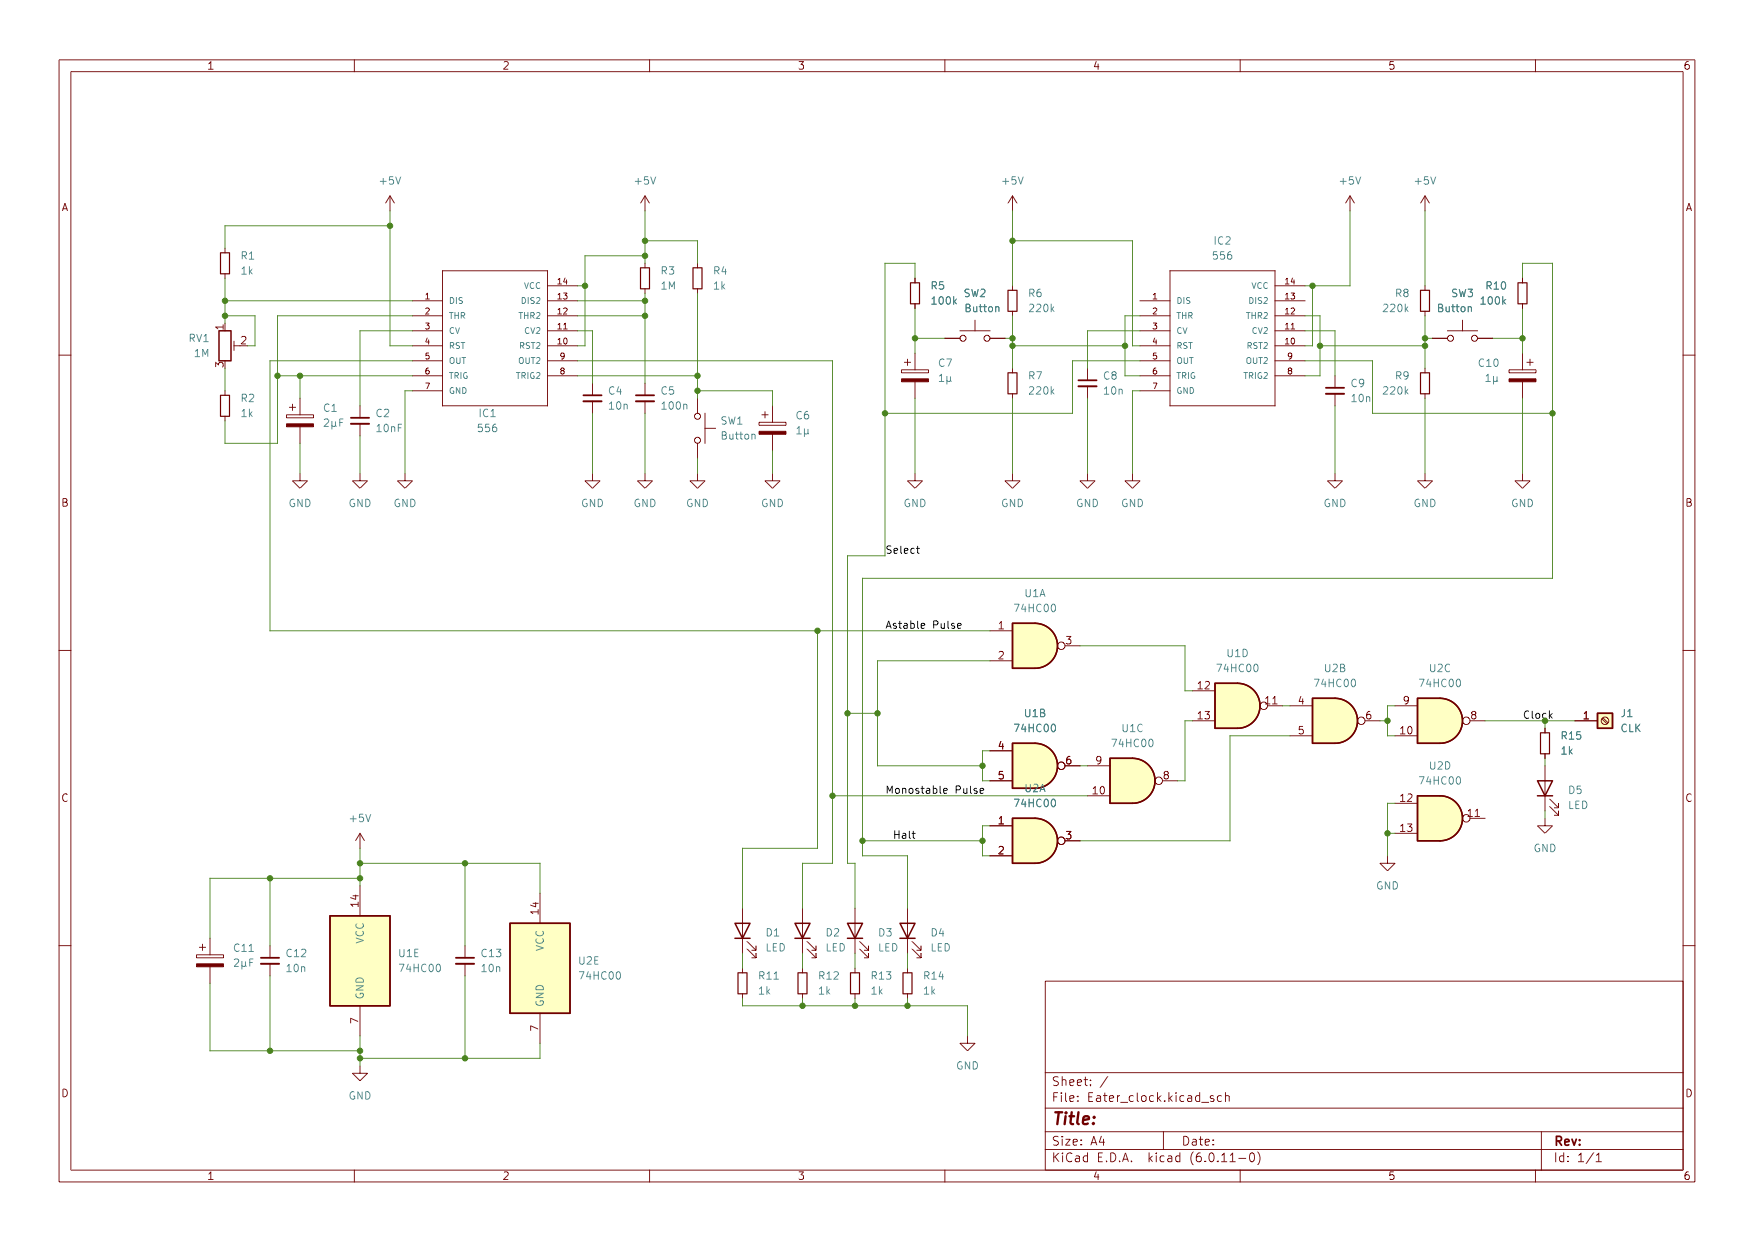 1 2 3 4 5 6
A A
+5V +5V +5V +5V +5V
R1
1k
RV1
1M
1
2
3
R2
1k
C1
2µF
C2
10nF
1 DIS
2 THR
3 CV
4 RST
5 OUT
6 TRIG
7 GND
VCC 14
DIS2 13
THR2 12
CV2 11
RST2 10
OUT2 9
TRIG2 8
IC1
556
R3
1M
R4
1k
C4
10n
C5
100n
SW1
Button
C6
1µ
R5
100k
SW2
Button
R6
220k
C7
1µ
R7
220k
C8
10n
IC2
556
1 DIS
2 THR
3 CV
4 RST
5 OUT
6 TRIG
7 GND
VCC 14
DIS2 13
THR2 12
CV2 11
RST2 10
OUT2 9
TRIG2 8
R8
220k
SW3
Button
R10
100k
C9
10n
R9
220k
C10
1µ
GND GND GND GND GND GND GND GND GND GND GND GND GND GND
B B
Select
Astable Pulse
Monostable Pulse
Halt
U1A
74HC00
1
2
3
U1B
74HC00
4
5
6
U1C
74HC00
9
10
8
U2A
74HC00
1
2
3
U1D
74HC00
12
13
11
U2B
74HC00
4
5
6
U2C
74HC00
9
10
8
U2D
74HC00
12
13
11
GND
Clock
1
J1
CLK
R15
1k
D5
LED
GND
C C
+5V
C11
2µF
C12
10n
14
VCC
GND
7
U1E
74HC00
C13
10n
14
VCC
GND
7
U2E
74HC00
GND
D1
LED
D2
LED
D3
LED
D4
LED
R11
1k
R12
1k
R13
1k
R14
1k
GND
D D
Sheet: /
File: Eater_clock.kicad_sch
Title:
Size: A4 Date: Rev:
KiCad E.D.A. kicad (6.0.11-0) Id: 1/1
1 2 3 4 5 6